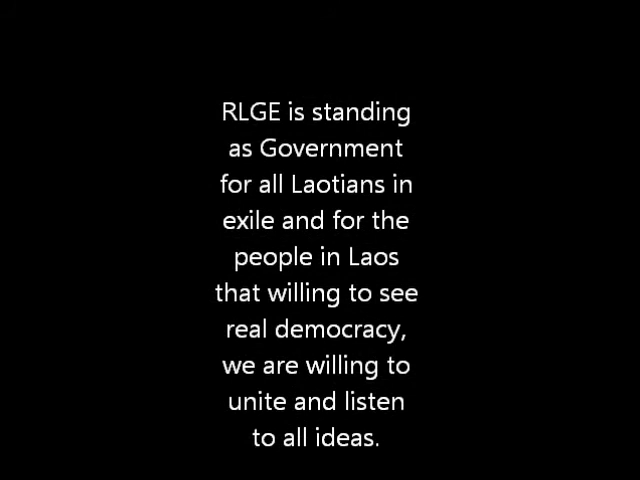 RLGE is standing
as Government
for all Laotians in
exile and for the
people in Laos
that willing to see
real democracy,
we are willing to
unite and listen
to all ideas.